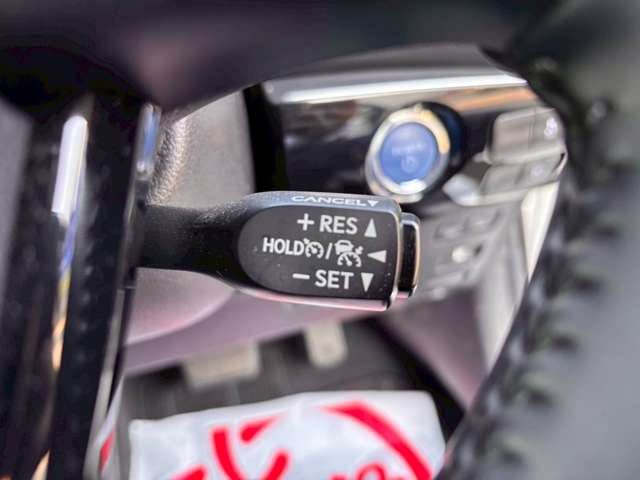 CANCEL▼
+ RES ▲
HOLD / ◀
− SET ▼